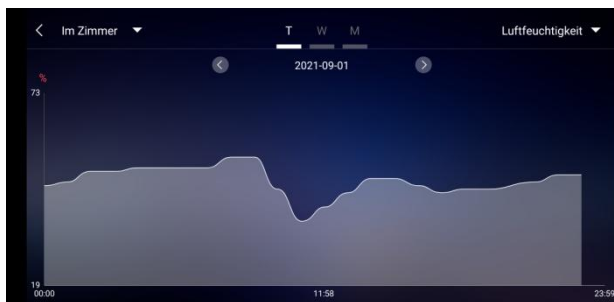 Im Zimmer
T W M
Luftfeuchtigkeit
2021-09-01
%
73
19
00:00 11:58 23:59